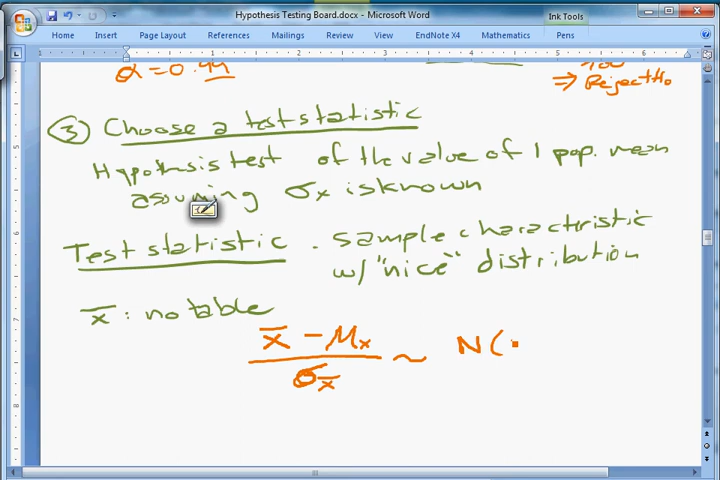 Hypothesis Testing Board.docx - Microsoft Word
Ink Tools
Home Insert Page Layout References Mailings Review View EndNote X4 Mathematics Pens
α = 0.44
⇒ Reject Ho
③ Choose a test statistic
Hypothesis test of the value of 1 pop. mean
assuming σx is known
Test statistic . sample characteristic
w/ "nice" distribution
x̄ : no table
x̄ - Mx
σx̄ ~ N(